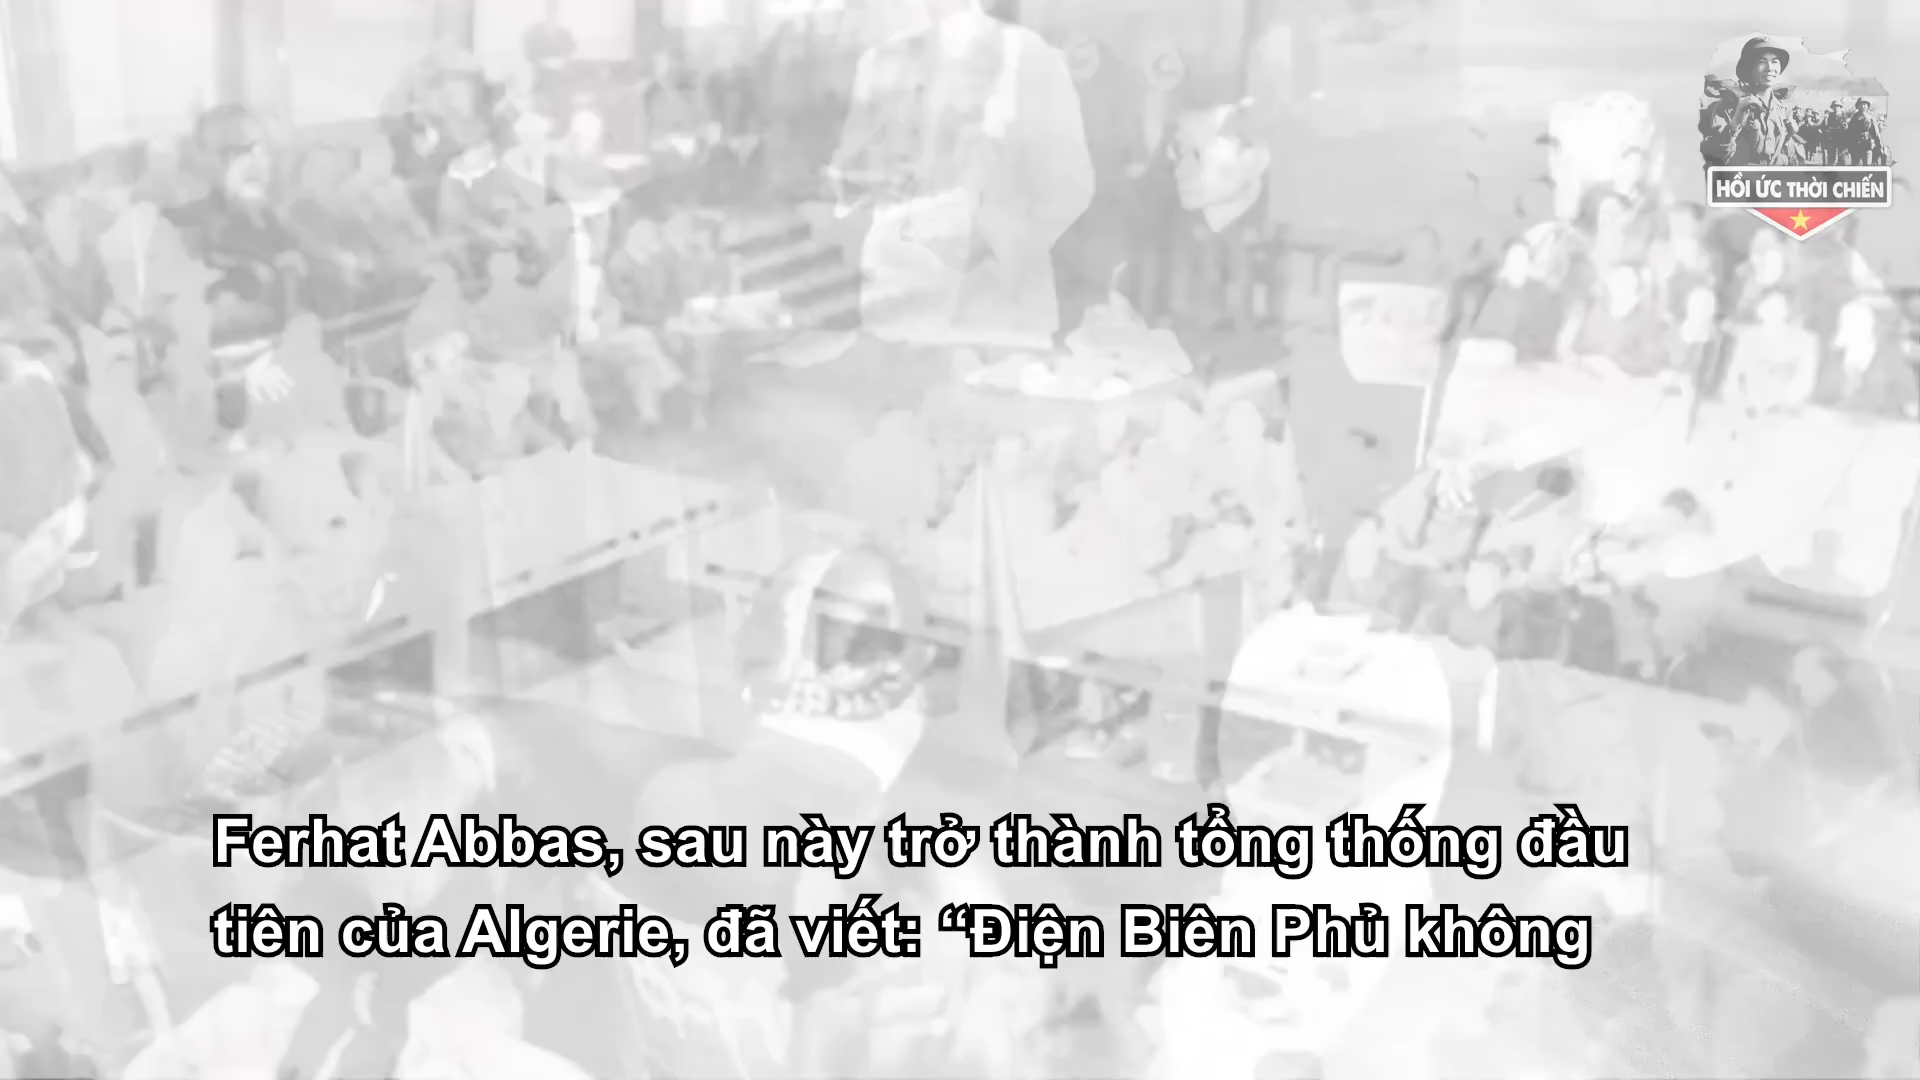 HỒI ỨC THỜI CHIẾN
Ferhat Abbas, sau này trở thành tổng thống đầu
tiên của Algerie, đã viết: “Điện Biên Phủ không